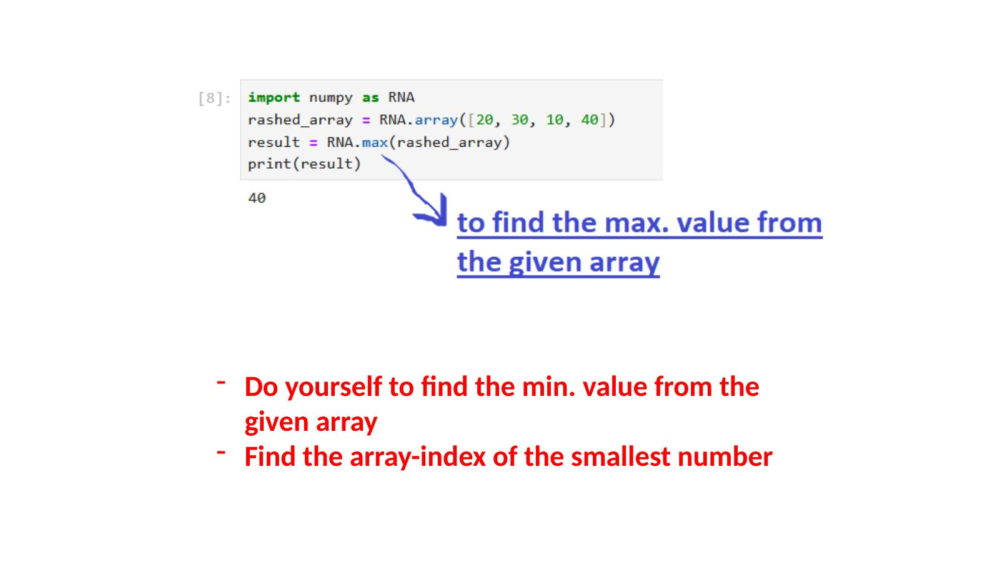 [8]: import numpy as RNA
rashed_array = RNA.array([20, 30, 10, 40])
result = RNA.max(rashed_array)
print(result)
40
to find the max. value from
the given array
- Do yourself to find the min. value from the
given array
- Find the array-index of the smallest number